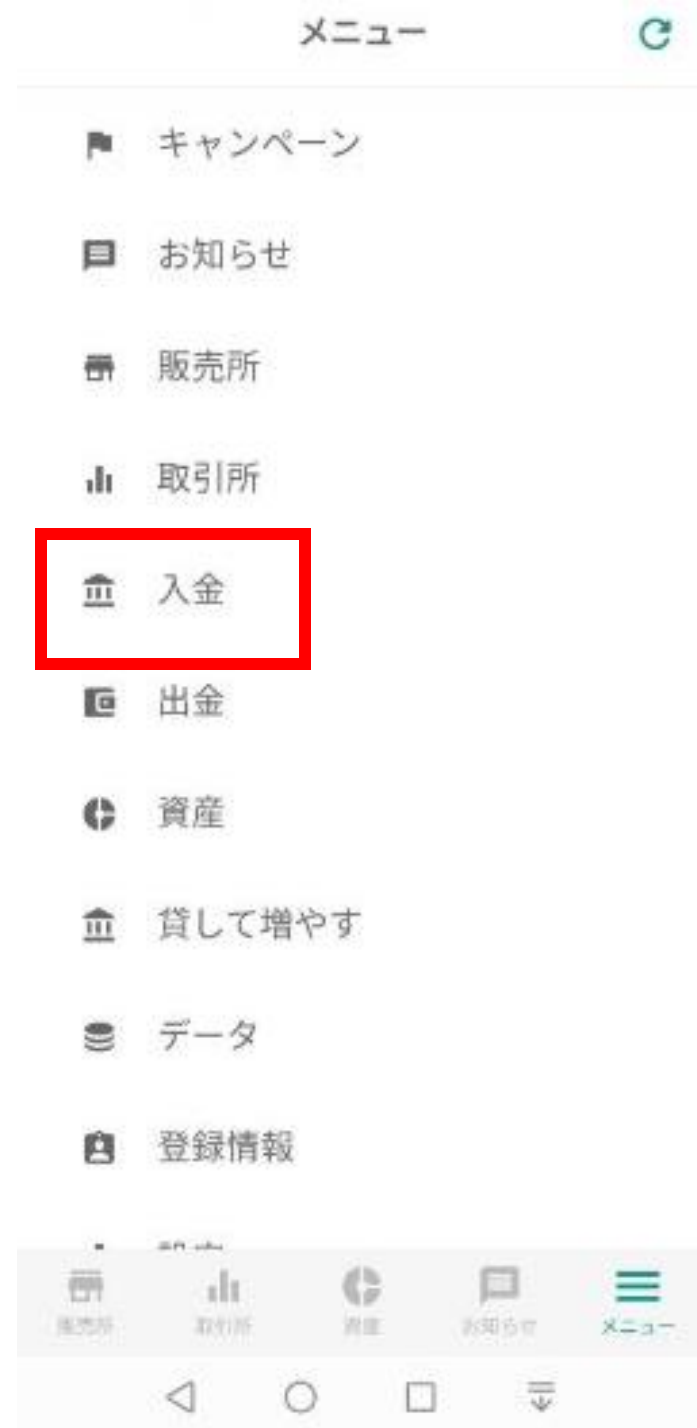 メニュー
キャンペーン
お知らせ
販売所
取引所
入金
出金
資産
貸して増やす
データ
登録情報
販売所
取引所
資産
お知らせ
メニュー